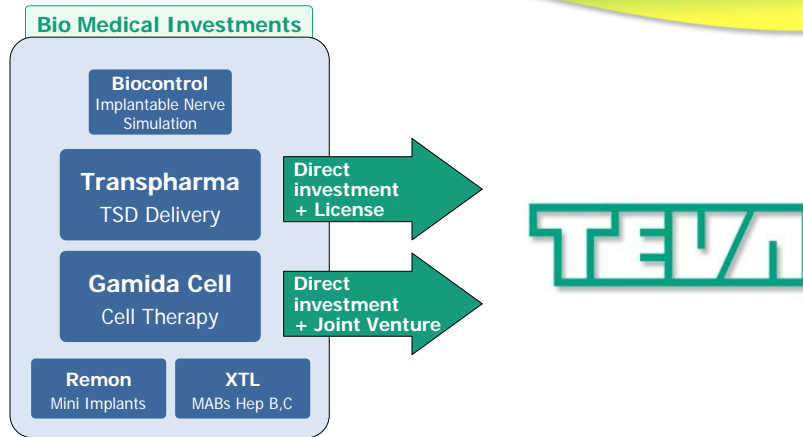 Bio Medical Investments
Biocontrol
Implantable Nerve
Simulation
Transpharma
TSD Delivery
Direct
investment
+ License
TEVA
Gamida Cell
Cell Therapy
Direct
investment
+ Joint Venture
Remon
Mini Implants
XTL
MABs Hep B,C